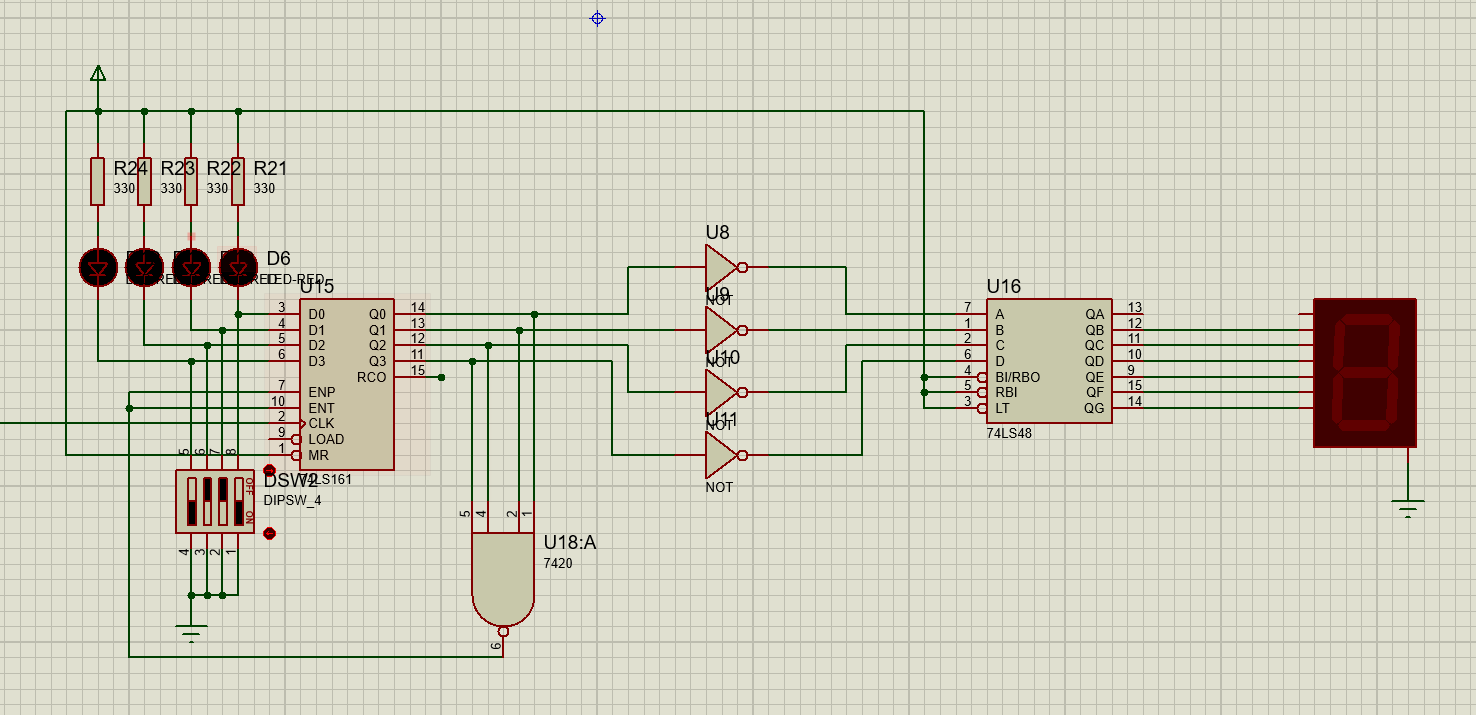 R24
330
R23
330
R22
330
R21
330
D6
LED-RED
U15
3 D0 Q0 14
4 D1 Q1 13
5 D2 Q2 12
6 D3 Q3 11
RCO 15
7 ENP
10 ENT
2 CLK
9 LOAD
1 MR
74LS161
5 6 7 8
OFF
ON
4 3 2 1
DSW2
DIPSW_4
U8
NOT
U9
NOT
U10
NOT
U11
NOT
5 4 2 1
U18:A
7420
6
U16
7 A QA 13
1 B QB 12
2 C QC 11
6 D QD 10
4 BI/RBO QE 9
5 RBI QF 15
3 LT QG 14
74LS48